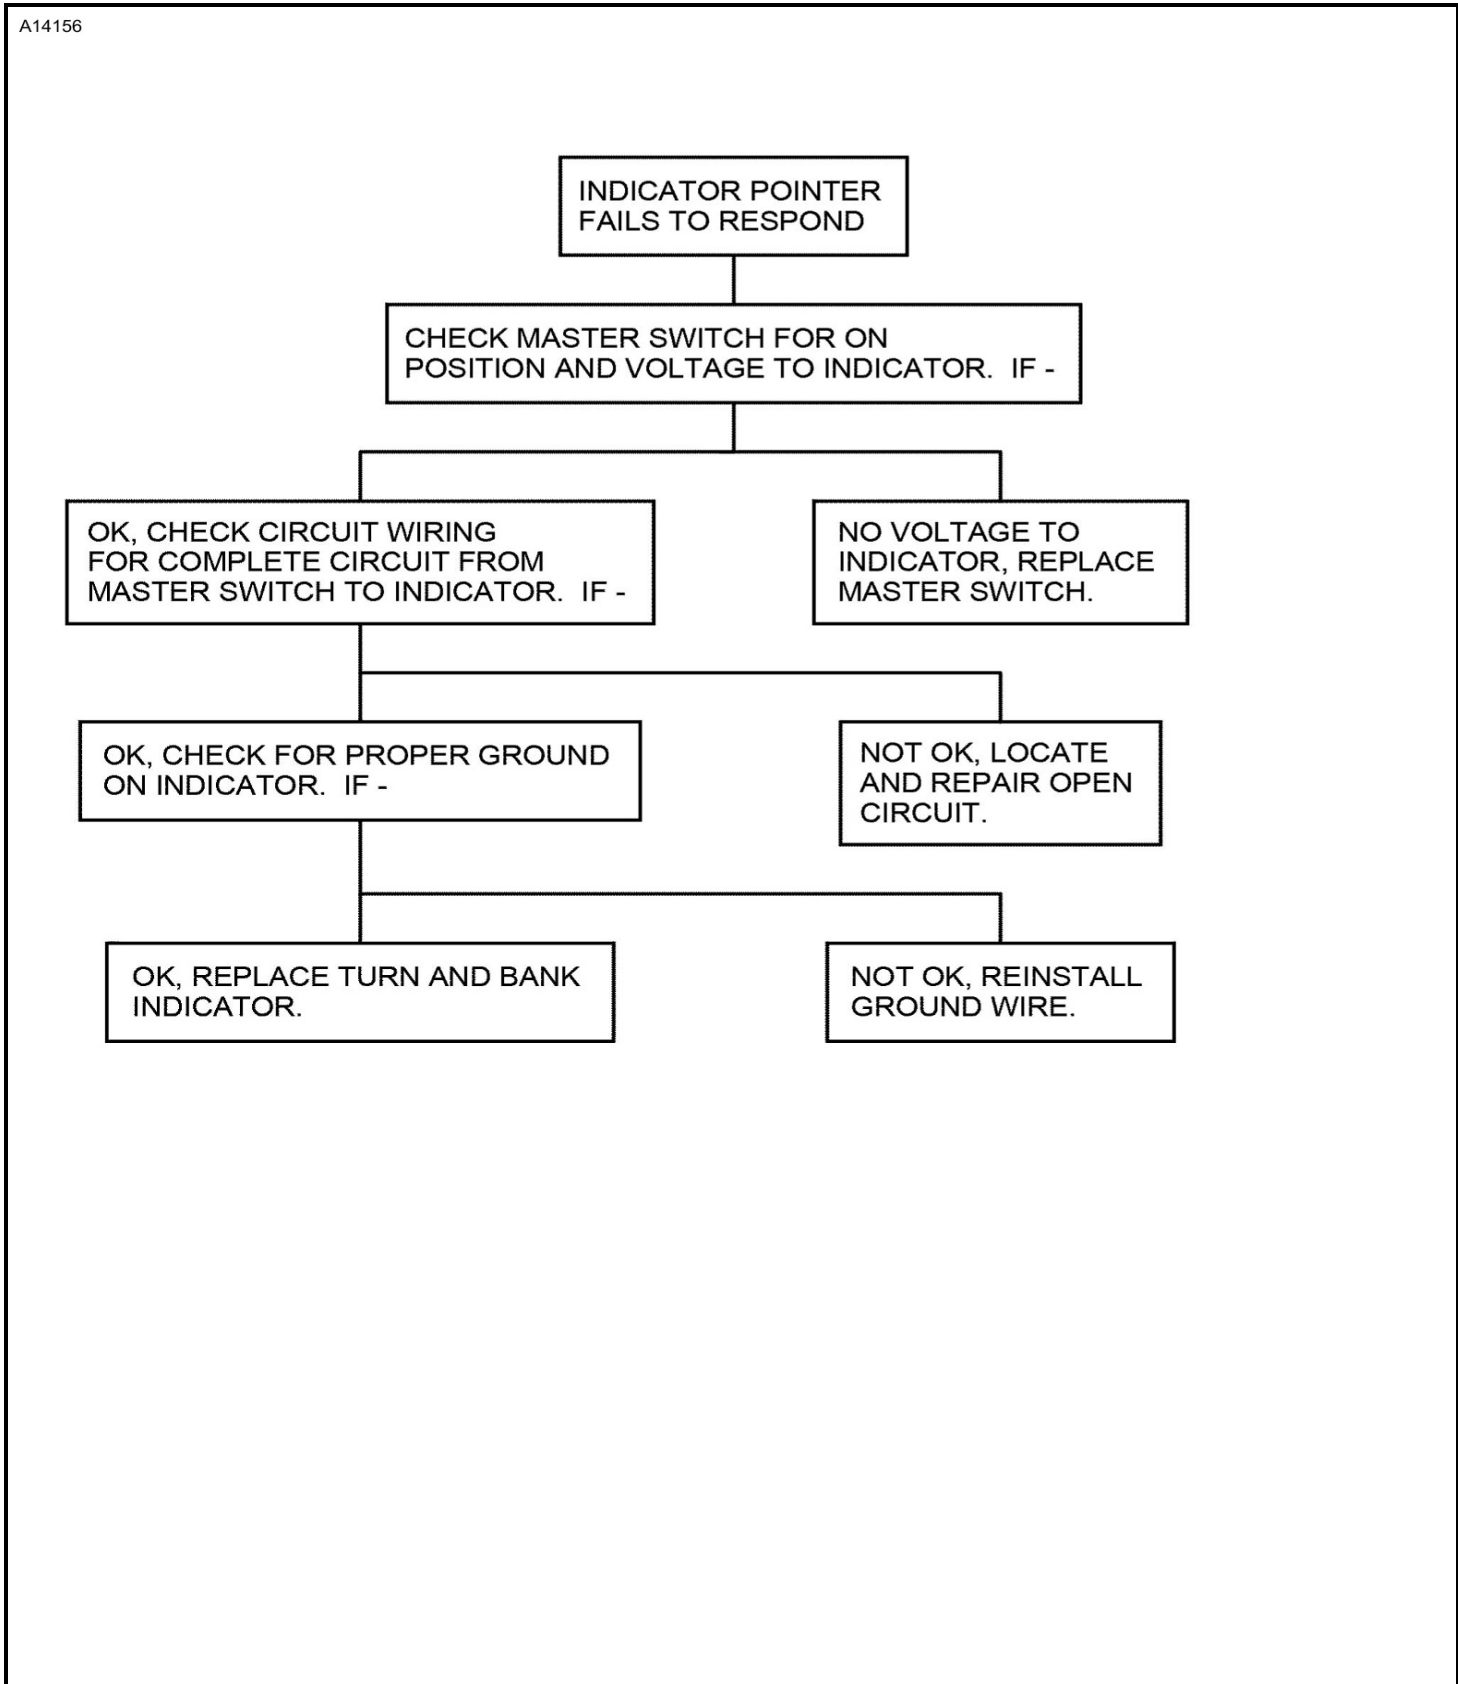 A14156
INDICATOR POINTER
FAILS TO RESPOND
CHECK MASTER SWITCH FOR ON
POSITION AND VOLTAGE TO INDICATOR.  IF -
OK, CHECK CIRCUIT WIRING
FOR COMPLETE CIRCUIT FROM
MASTER SWITCH TO INDICATOR.  IF -
NO VOLTAGE TO
INDICATOR, REPLACE
MASTER SWITCH.
OK, CHECK FOR PROPER GROUND
ON INDICATOR.  IF -
NOT OK, LOCATE
AND REPAIR OPEN
CIRCUIT.
OK, REPLACE TURN AND BANK
INDICATOR.
NOT OK, REINSTALL
GROUND WIRE.